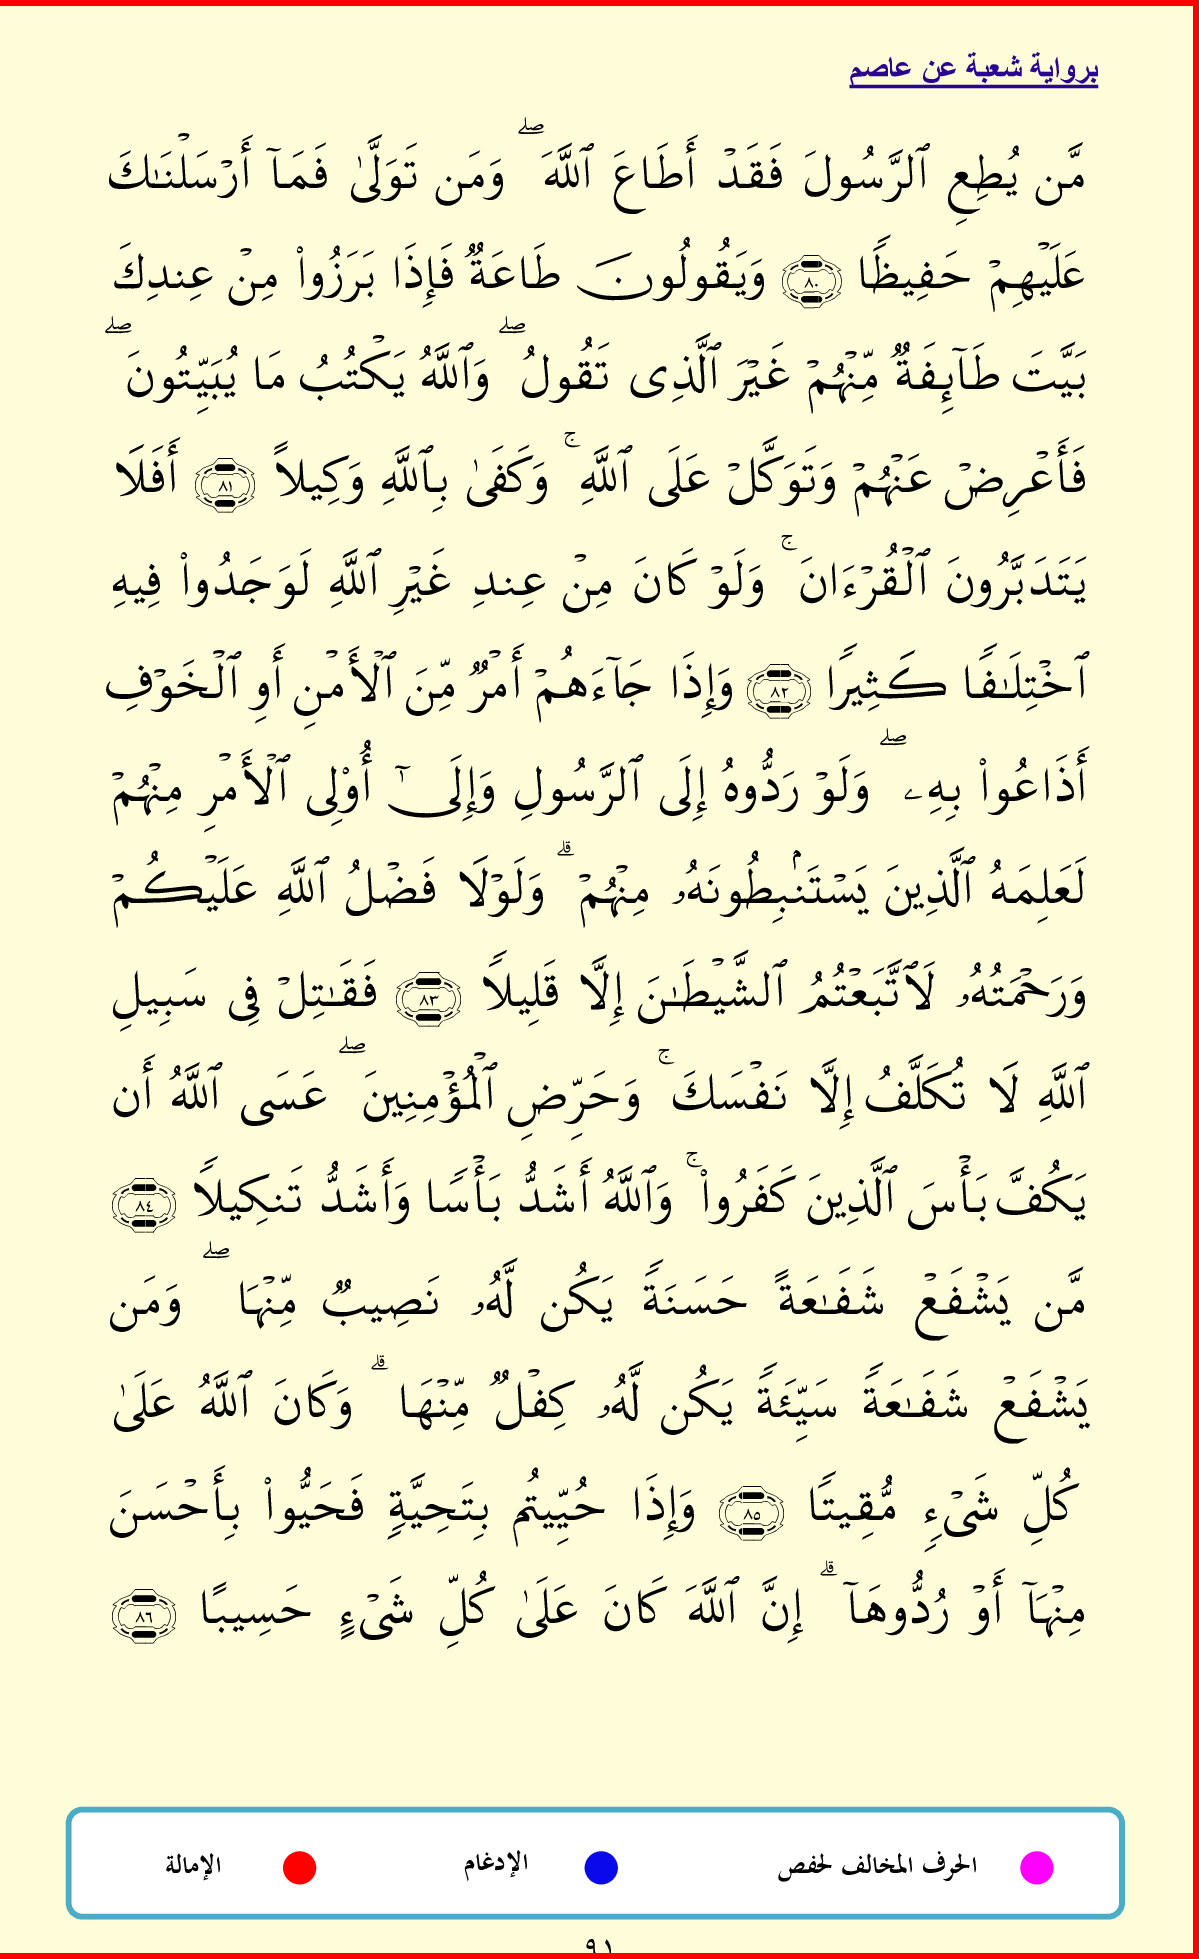 برواية شعبة عن عاصم
مَّن يُطِعِ ٱلرَّسُولَ فَقَدْ أَطَاعَ ٱللَّهَ ۖ وَمَن تَوَلَّىٰ فَمَآ أَرْسَلْنَـٰكَ
عَلَيْهِمْ حَفِيظًا ٨٠ وَيَقُولُونَ طَاعَةٌ فَإِذَا بَرَزُوا۟ مِنْ عِندِكَ
بَيَّتَ طَآئِفَةٌ مِّنْهُمْ غَيْرَ ٱلَّذِى تَقُولُ ۖ وَٱللَّهُ يَكْتُبُ مَا يُبَيِّتُونَ ۖ
فَأَعْرِضْ عَنْهُمْ وَتَوَكَّلْ عَلَى ٱللَّهِ ۚ وَكَفَىٰ بِٱللَّهِ وَكِيلاً ٨١ أَفَلَا
يَتَدَبَّرُونَ ٱلْقُرْءَانَ ۚ وَلَوْ كَانَ مِنْ عِندِ غَيْرِ ٱللَّهِ لَوَجَدُوا۟ فِيهِ
ٱخْتِلَـٰفًا كَثِيرًا ٨٢ وَإِذَا جَآءَهُمْ أَمْرٌ مِّنَ ٱلْأَمْنِ أَوِ ٱلْخَوْفِ
أَذَاعُوا۟ بِهِۦ ۖ وَلَوْ رَدُّوهُ إِلَى ٱلرَّسُولِ وَإِلَىٰٓ أُو۟لِى ٱلْأَمْرِ مِنْهُمْ
لَعَلِمَهُ ٱلَّذِينَ يَسْتَنۢبِطُونَهُۥ مِنْهُمْ ۗ وَلَوْلَا فَضْلُ ٱللَّهِ عَلَيْكُمْ
وَرَحْمَتُهُۥ لَٱتَّبَعْتُمُ ٱلشَّيْطَـٰنَ إِلَّا قَلِيلاً ٨٣ فَقَـٰتِلْ فِى سَبِيلِ
ٱللَّهِ لَا تُكَلَّفُ إِلَّا نَفْسَكَ ۚ وَحَرِّضِ ٱلْمُؤْمِنِينَ ۖ عَسَى ٱللَّهُ أَن
يَكُفَّ بَأْسَ ٱلَّذِينَ كَفَرُوا۟ ۚ وَٱللَّهُ أَشَدُّ بَأْسًا وَأَشَدُّ تَنكِيلاً ٨٤
مَّن يَشْفَعْ شَفَـٰعَةً حَسَنَةً يَكُن لَّهُۥ نَصِيبٌ مِّنْهَا ۖ وَمَن
يَشْفَعْ شَفَـٰعَةً سَيِّئَةً يَكُن لَّهُۥ كِفْلٌ مِّنْهَا ۗ وَكَانَ ٱللَّهُ عَلَىٰ
كُلِّ شَىْءٍ مُّقِيتًا ٨٥ وَإِذَا حُيِّيتُم بِتَحِيَّةٍ فَحَيُّوا۟ بِأَحْسَنَ
مِنْهَآ أَوْ رُدُّوهَآ ۗ إِنَّ ٱللَّهَ كَانَ عَلَىٰ كُلِّ شَىْءٍ حَسِيبًا ٨٦
الحرف المخالف لحفص الإدغام الإمالة
٩١